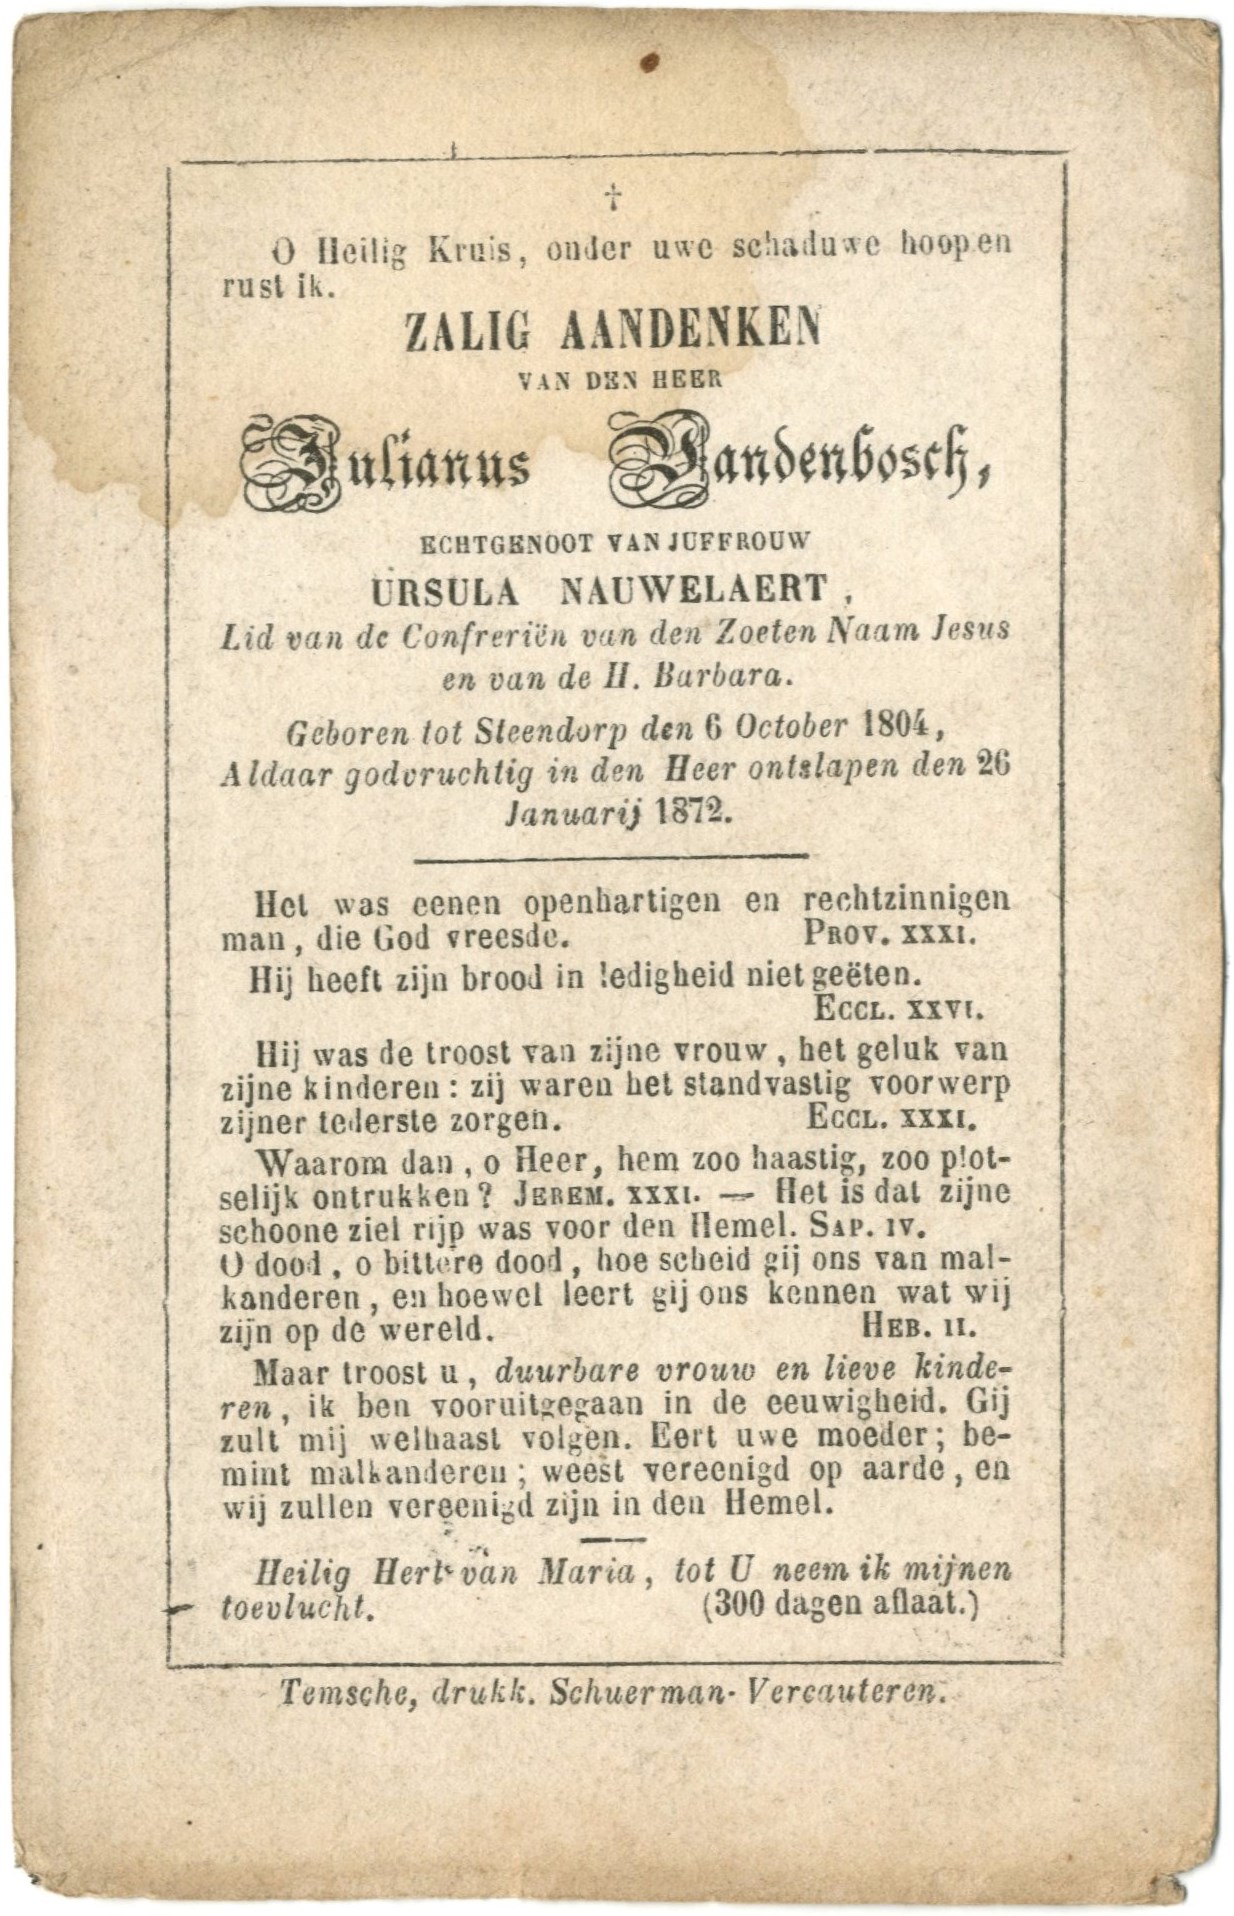 †
O Heilig Kruis, onder uwe schaduwe hoop en
rust ik.
ZALIG AANDENKEN
VAN DEN HEER
Julianus Vandenbosch,
ECHTGENOOT VAN JUFFROUW
URSULA NAUWELAERT,
Lid van de Confreriën van den Zoeten Naam Jesus
en van de H. Barbara.
Geboren tot Steendorp den 6 October 1804,
Aldaar godvruchtig in den Heer ontslapen den 26
Januarij 1872.
Het was eenen openhartigen en rechtzinnigen
man, die God vreesde. PROV. XXXI.
Hij heeft zijn brood in ledigheid niet geëten.
ECCL. XXVI.
Hij was de troost van zijne vrouw, het geluk van
zijne kinderen: zij waren het standvastig voorwerp
zijner tederste zorgen. ECCL. XXXI.
Waarom dan, o Heer, hem zoo haastig, zoo plot-
selijk ontrukken? JEREM. XXXI. — Het is dat zijne
schoone ziel rijp was voor den Hemel. SAP. IV.
O dood, o bittere dood, hoe scheid gij ons van mal-
kanderen, en hoewel leert gij ons kennen wat wij
zijn op de wereld. HEB. II.
Maar troost u, duurbare vrouw en lieve kinde-
ren, ik ben vooruitgegaan in de eeuwigheid. Gij
zult mij welhaast volgen. Eert uwe moeder; be-
mint malkanderen; weest vereenigd op aarde, en
wij zullen vereenigd zijn in den Hemel.
Heilig Hert van Maria, tot U neem ik mijnen
toevlucht. (300 dagen aflaat.)
Temsche, drukk. Schuerman-Vercauteren.